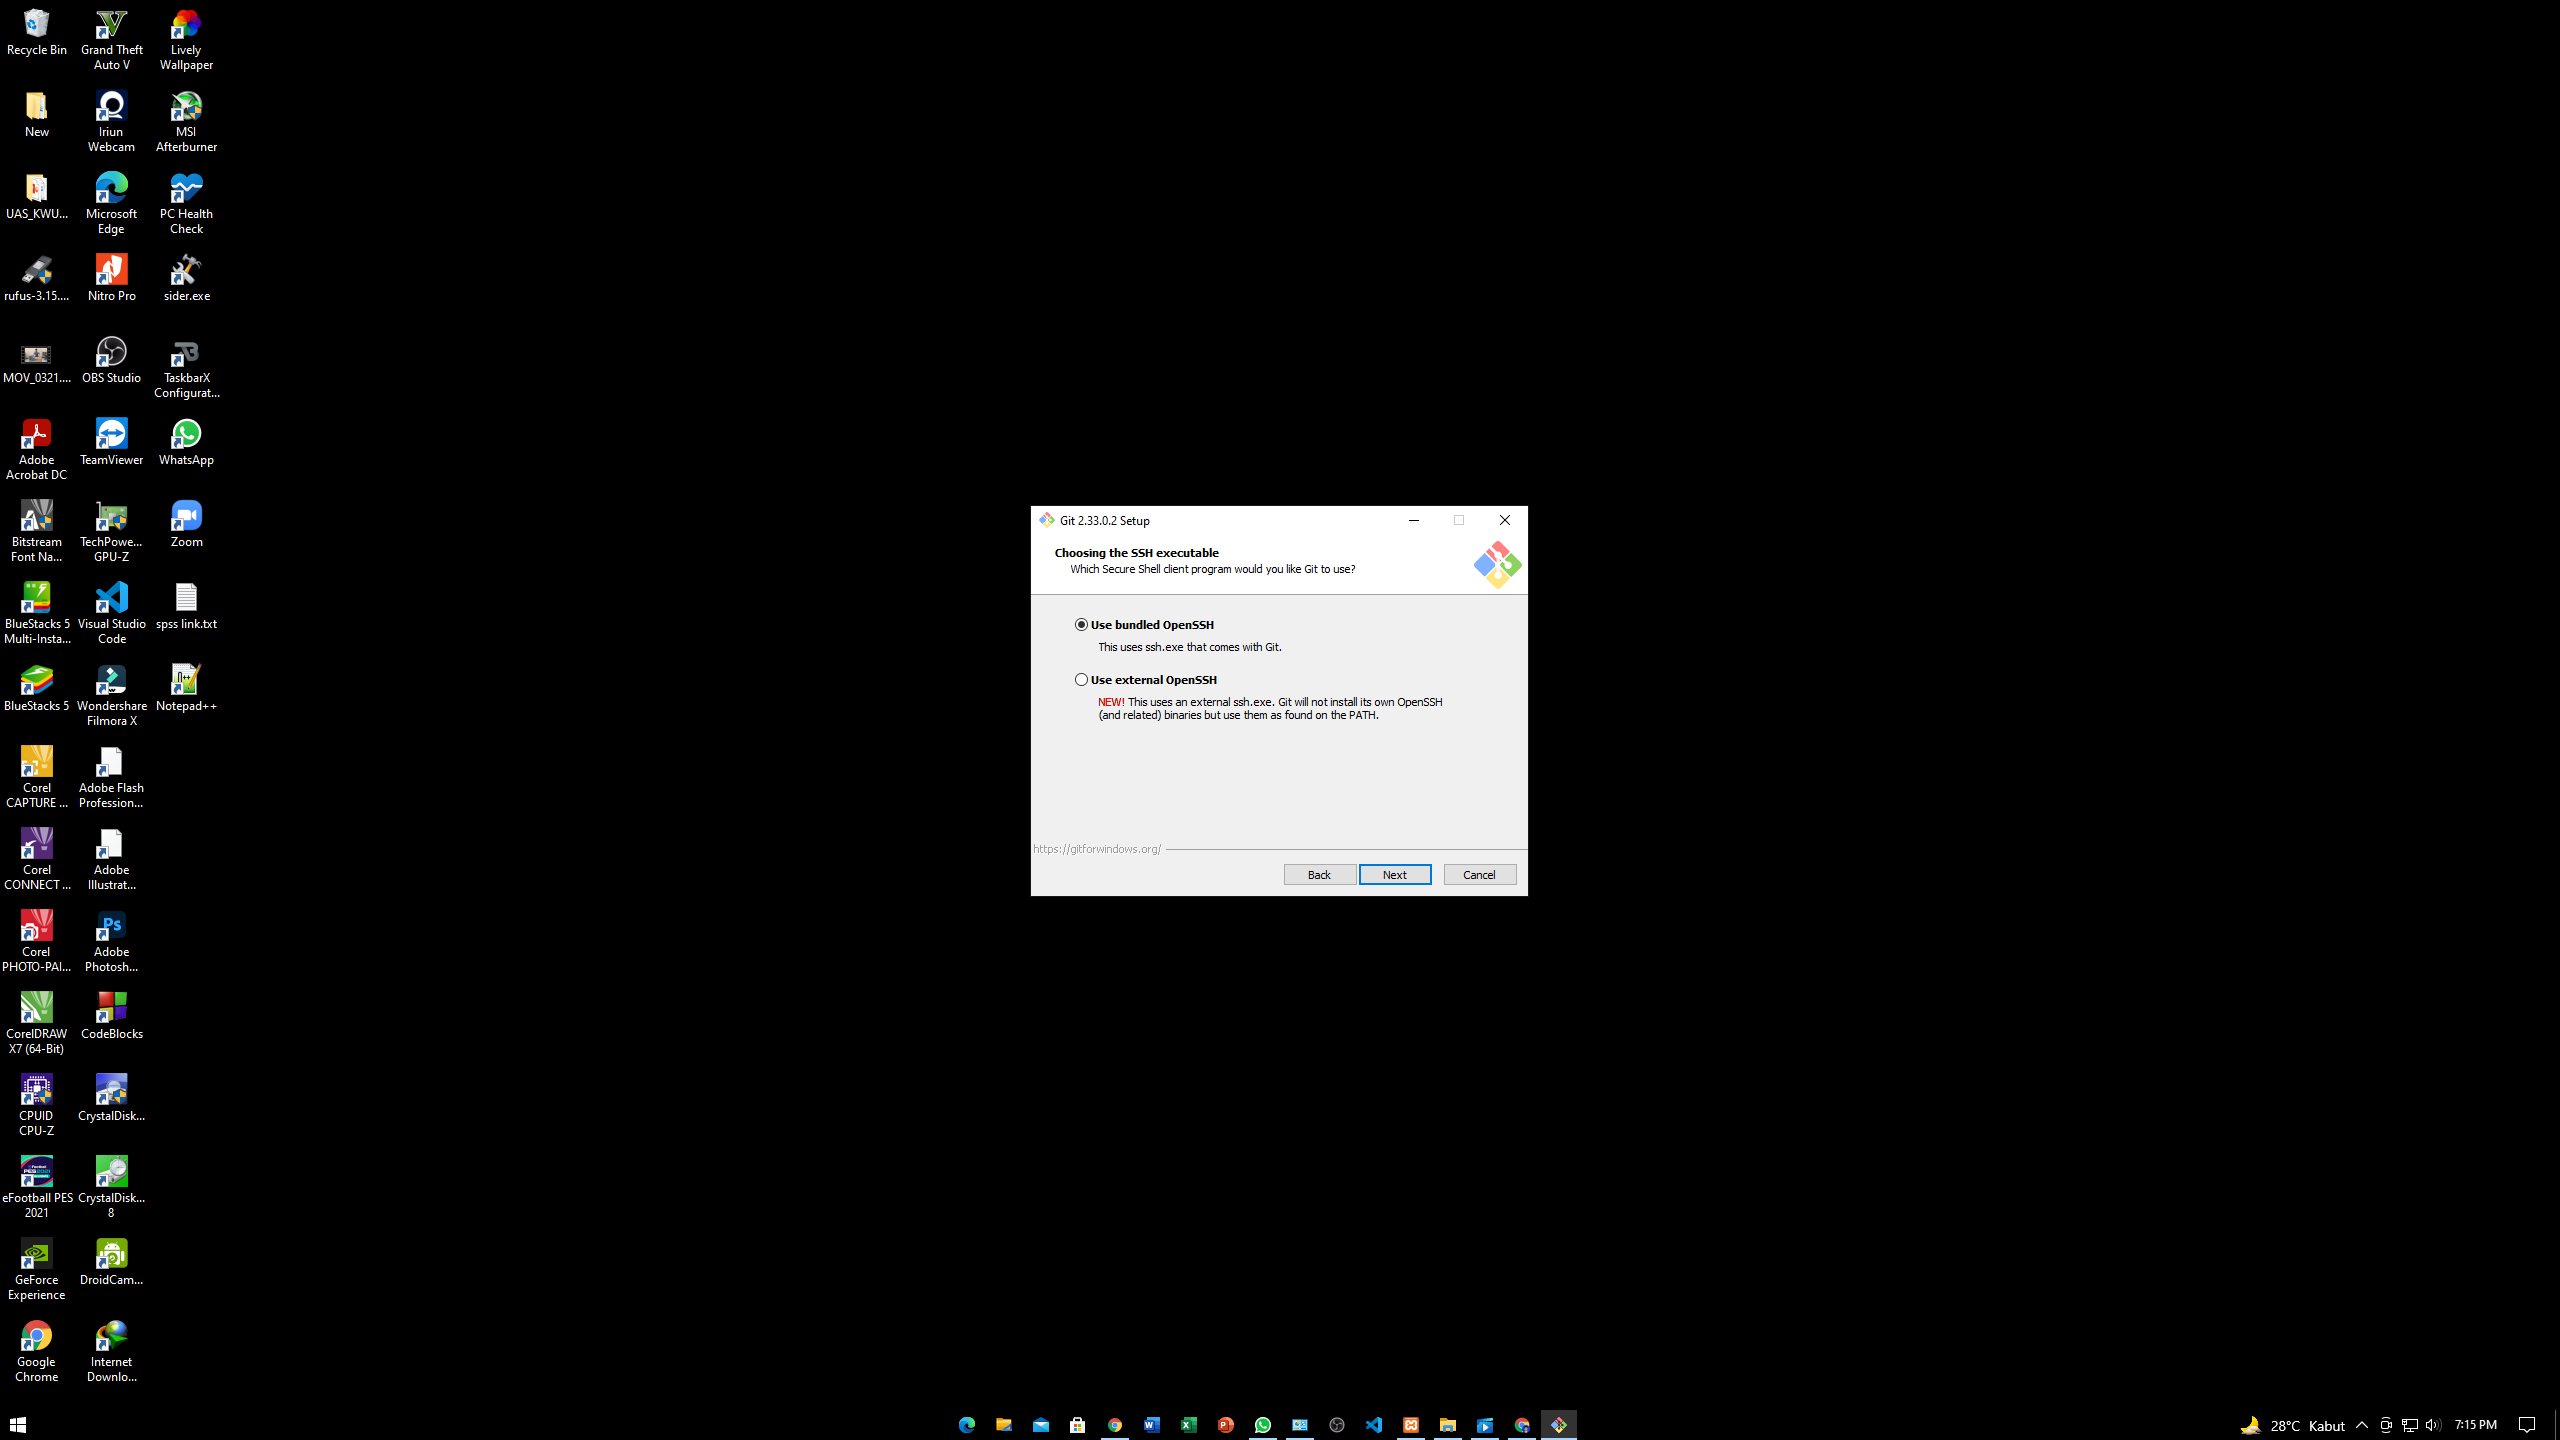 Recycle Bin
Grand Theft
Auto V
Lively
Wallpaper
New
Iriun
Webcam
MSI
Afterburner
UAS_KWU...
Microsoft
Edge
PC Health
Check
rufus-3.15....
Nitro Pro
sider.exe
MOV_0321....
OBS Studio
TaskbarX
Configurat...
Adobe
Acrobat DC
TeamViewer
WhatsApp
Bitstream
Font Na...
TechPowe...
GPU-Z
Zoom
BlueStacks 5
Multi-Insta...
Visual Studio
Code
spss link.txt
BlueStacks 5
Wondershare
Filmora X
Notepad++
Corel
CAPTURE ...
Adobe Flash
Profession...
Corel
CONNECT ...
Adobe
Illustrat...
Corel
PHOTO-PAI...
Adobe
Photosh...
CorelDRAW
X7 (64-Bit)
CodeBlocks
CPUID
CPU-Z
CrystalDisk...
eFootball PES
2021
CrystalDisk...
8
GeForce
Experience
DroidCam...
Google
Chrome
Internet
Downlo...
Git 2.33.0.2 Setup
Choosing the SSH executable
Which Secure Shell client program would you like Git to use?
Use bundled OpenSSH
This uses ssh.exe that comes with Git.
Use external OpenSSH
NEW! This uses an external ssh.exe. Git will not install its own OpenSSH
(and related) binaries but use them as found on the PATH.
https://gitforwindows.org/
Back
Next
Cancel
28°C Kabut
7:15 PM